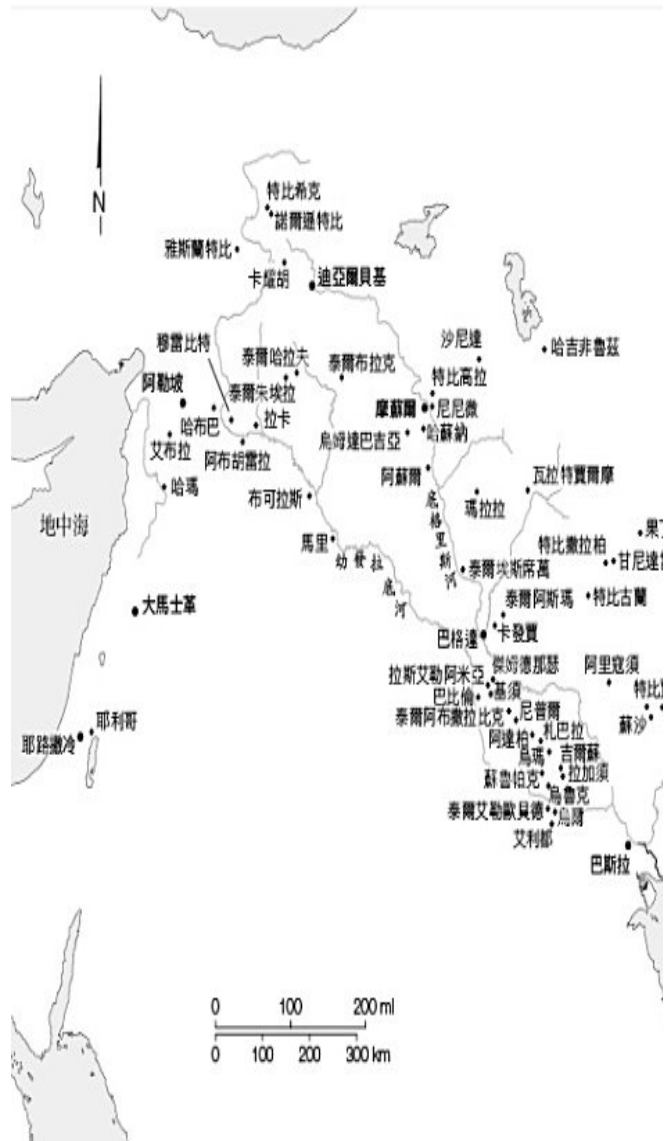 N
特比希克
諾爾遜特比
雅斯蘭特比
卡耀胡
迪亞爾貝基
沙尼達
哈吉非魯茲
穆雷比特
泰爾哈拉夫
泰爾布拉克
特比高拉
阿勒坡
泰爾朱埃拉
摩蘇爾
尼尼微
哈布巴
拉卡
烏姆達巴吉亞
哈蘇納
艾布拉
阿布胡雷拉
阿蘇爾
瓦拉特賈爾摩
哈瑪
布可拉斯
底格里斯河
瑪拉拉
地中海
馬里
幼發拉底河
特比撒拉柏
甘尼達
泰爾埃斯席萬
特比古蘭
大馬士革
泰爾阿斯瑪
巴格達
卡發賈
拉斯艾勒阿米亞
傑姆德那瑟
阿里寇須
巴比倫
基須
特比
泰爾阿布撒拉比克
尼普爾
蘇沙
耶路撒冷
耶利哥
阿達柏
札巴拉
烏瑪
吉爾蘇
蘇魯帕克
拉加須
烏魯克
泰爾艾勒歐貝德
烏爾
艾利都
巴斯拉
0 100 200 ml
0 100 200 300 km